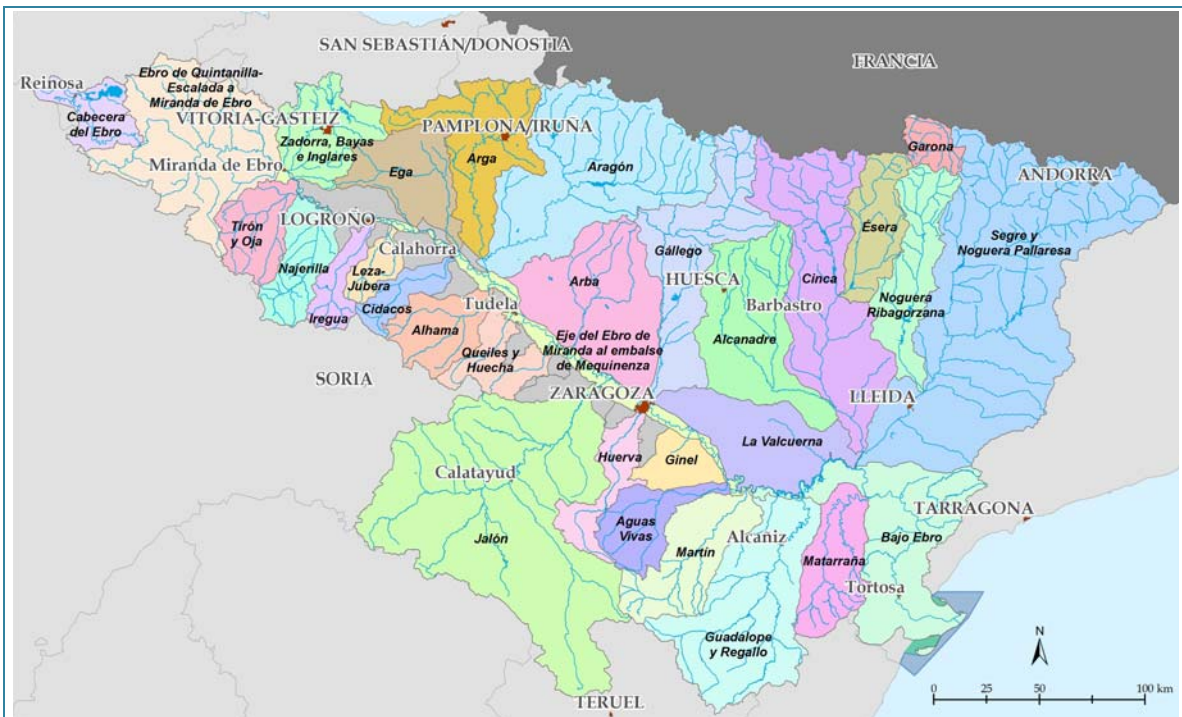 SAN SEBASTIÁN/DONOSTIA
FRANCIA
Reinosa
Ebro de Quintanilla-
Escalada a
Miranda de Ebro
Cabecera
del Ebro
VITORIA-GASTEIZ
Zadorra, Bayas
e Inglares
PAMPLONA/IRUÑA
Arga
Aragón
Garona
ANDORRA
Miranda de Ebro
Ega
Tirón
y Oja
LOGROÑO
Najerilla
Calahorra
Leza-
Jubera
Iregua
Cidacos
Tudela
Alhama
Queiles y
Huecha
Arba
Gállego
HUESCA
Alcanadre
Barbastro
Cinca
Ésera
Noguera
Ribagorzana
Segre y
Noguera Pallaresa
Eje del Ebro de
Miranda al embalse
de Mequinenza
SORIA
ZARAGOZA
LLEIDA
La Valcuerna
Huerva
Ginel
Calatayud
Jalón
Aguas
Vivas
Martín
Alcañiz
Matarraña
Bajo Ebro
TARRAGONA
Tortosa
Guadalope
y Regallo
TERUEL
N
0 25 50 100 km